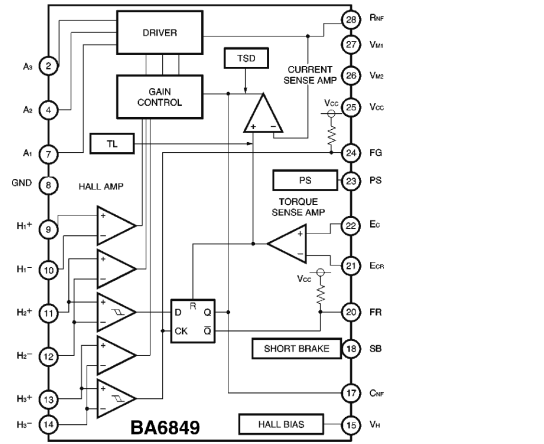 DRIVER
28 RNF
27 VM1
TSD
A3 2
CURRENT
SENSE AMP
26 VM2
GAIN
CONTROL
A2 4
VCC
25 VCC
+ −
TL
A1 7
24 FG
GND 8
HALL AMP
PS
23 PS
TORQUE
SENSE AMP
H1+ 9
+
−
+
−
22 EC
H1− 10
21 ECR
+
−
VCC
H2+ 11
+
−
R
D Q
CK Q̅
20 FR
H2− 12
+
−
SHORT BRAKE
18 SB
H3+ 13
+
−
17 CNF
H3− 14
BA6849
HALL BIAS
15 VH